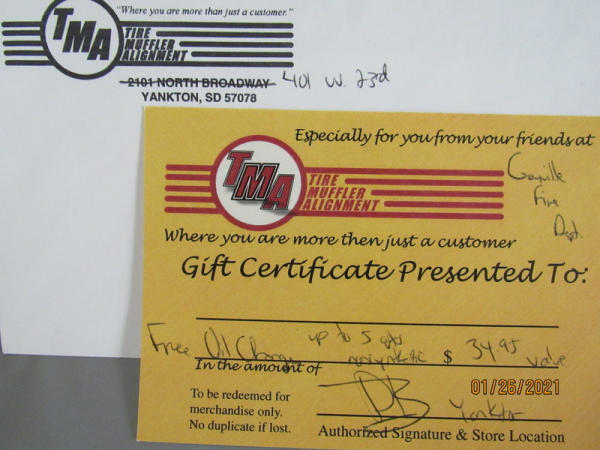 "Where you are more than just a customer."
TMA
TIRE
MUFFLER
ALIGNMENT
2101 NORTH BROADWAY 401 W. 23rd
YANKTON, SD 57078
Especially for you from your friends at
TMA
TIRE
MUFFLER
ALIGNMENT
Gayville
Fire
Dept.
Where you are more then just a customer
Gift Certificate Presented To:
Free Oil Change up to 5 qts
nonsynthetic $ 34.95 value
In the amount of
To be redeemed for
merchandise only.
No duplicate if lost.
Yankton
01/26/2021
Authorized Signature & Store Location